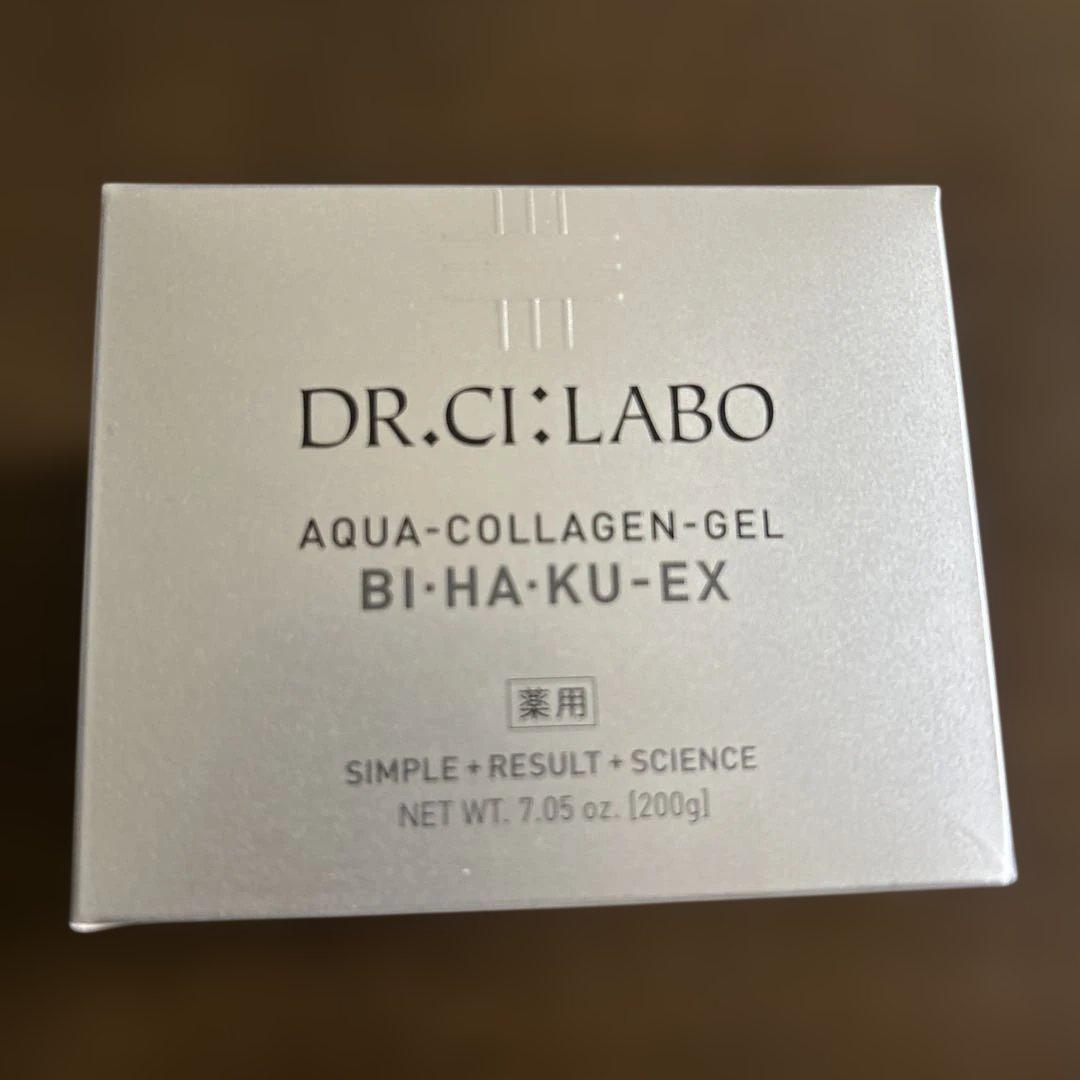 DR.CI:LABO
AQUA-COLLAGEN-GEL
BI·HA·KU-EX
薬用
SIMPLE+RESULT+SCIENCE
NET WT. 7.05 oz. [200g]